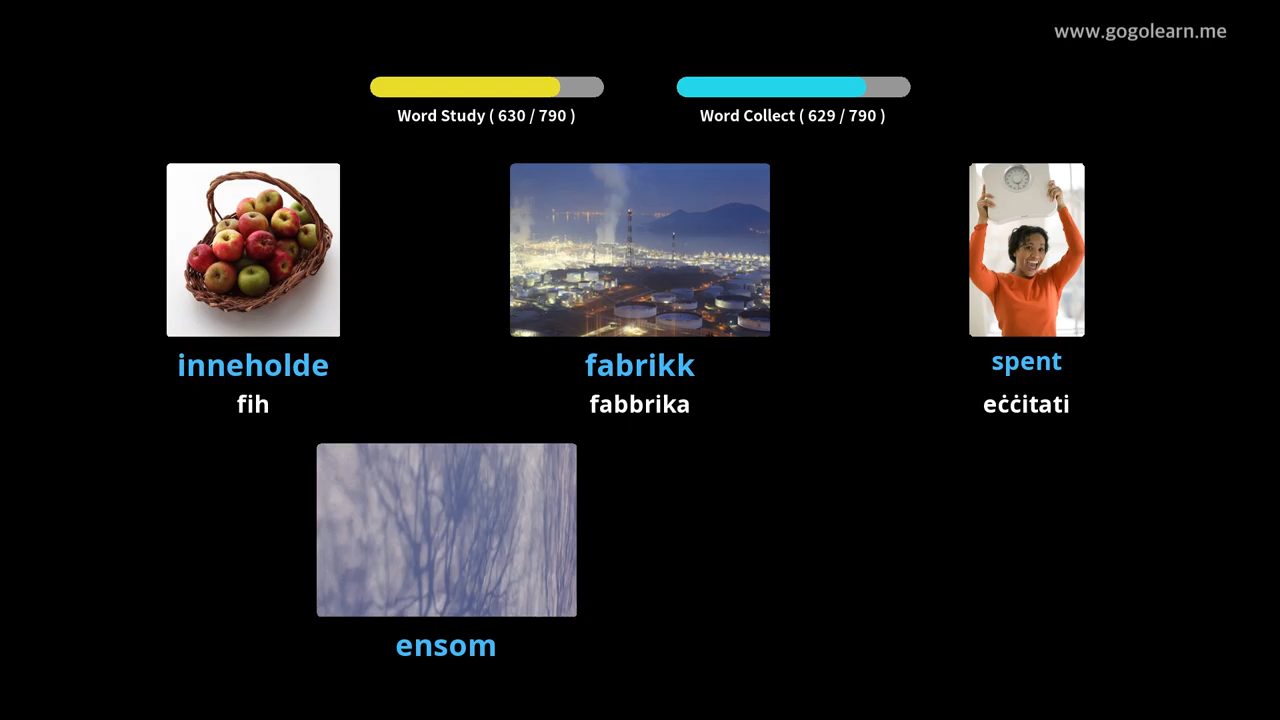 www.gogolearn.me
Word Study ( 630 / 790 )
Word Collect ( 629 / 790 )
inneholde
fabrikk
spent
fih
fabbrika
eċċitati
ensom